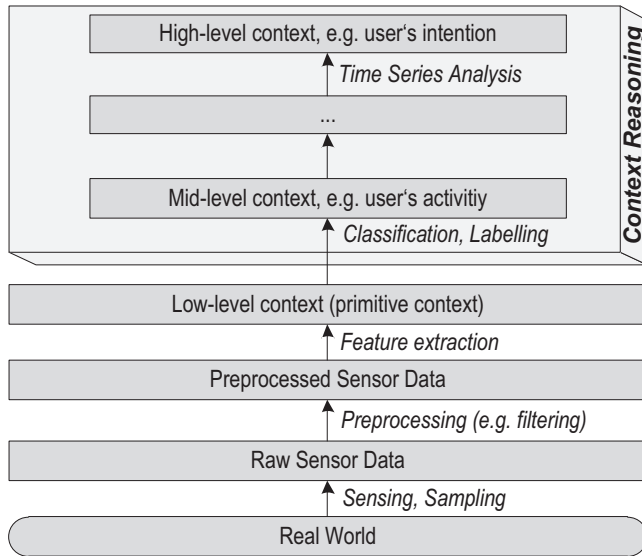 High-level context, e.g. user‘s intention
Time Series Analysis
...
Mid-level context, e.g. user‘s activitiy
Classification, Labelling
Context Reasoning
Low-level context (primitive context)
Feature extraction
Preprocessed Sensor Data
Preprocessing (e.g. filtering)
Raw Sensor Data
Sensing, Sampling
Real World